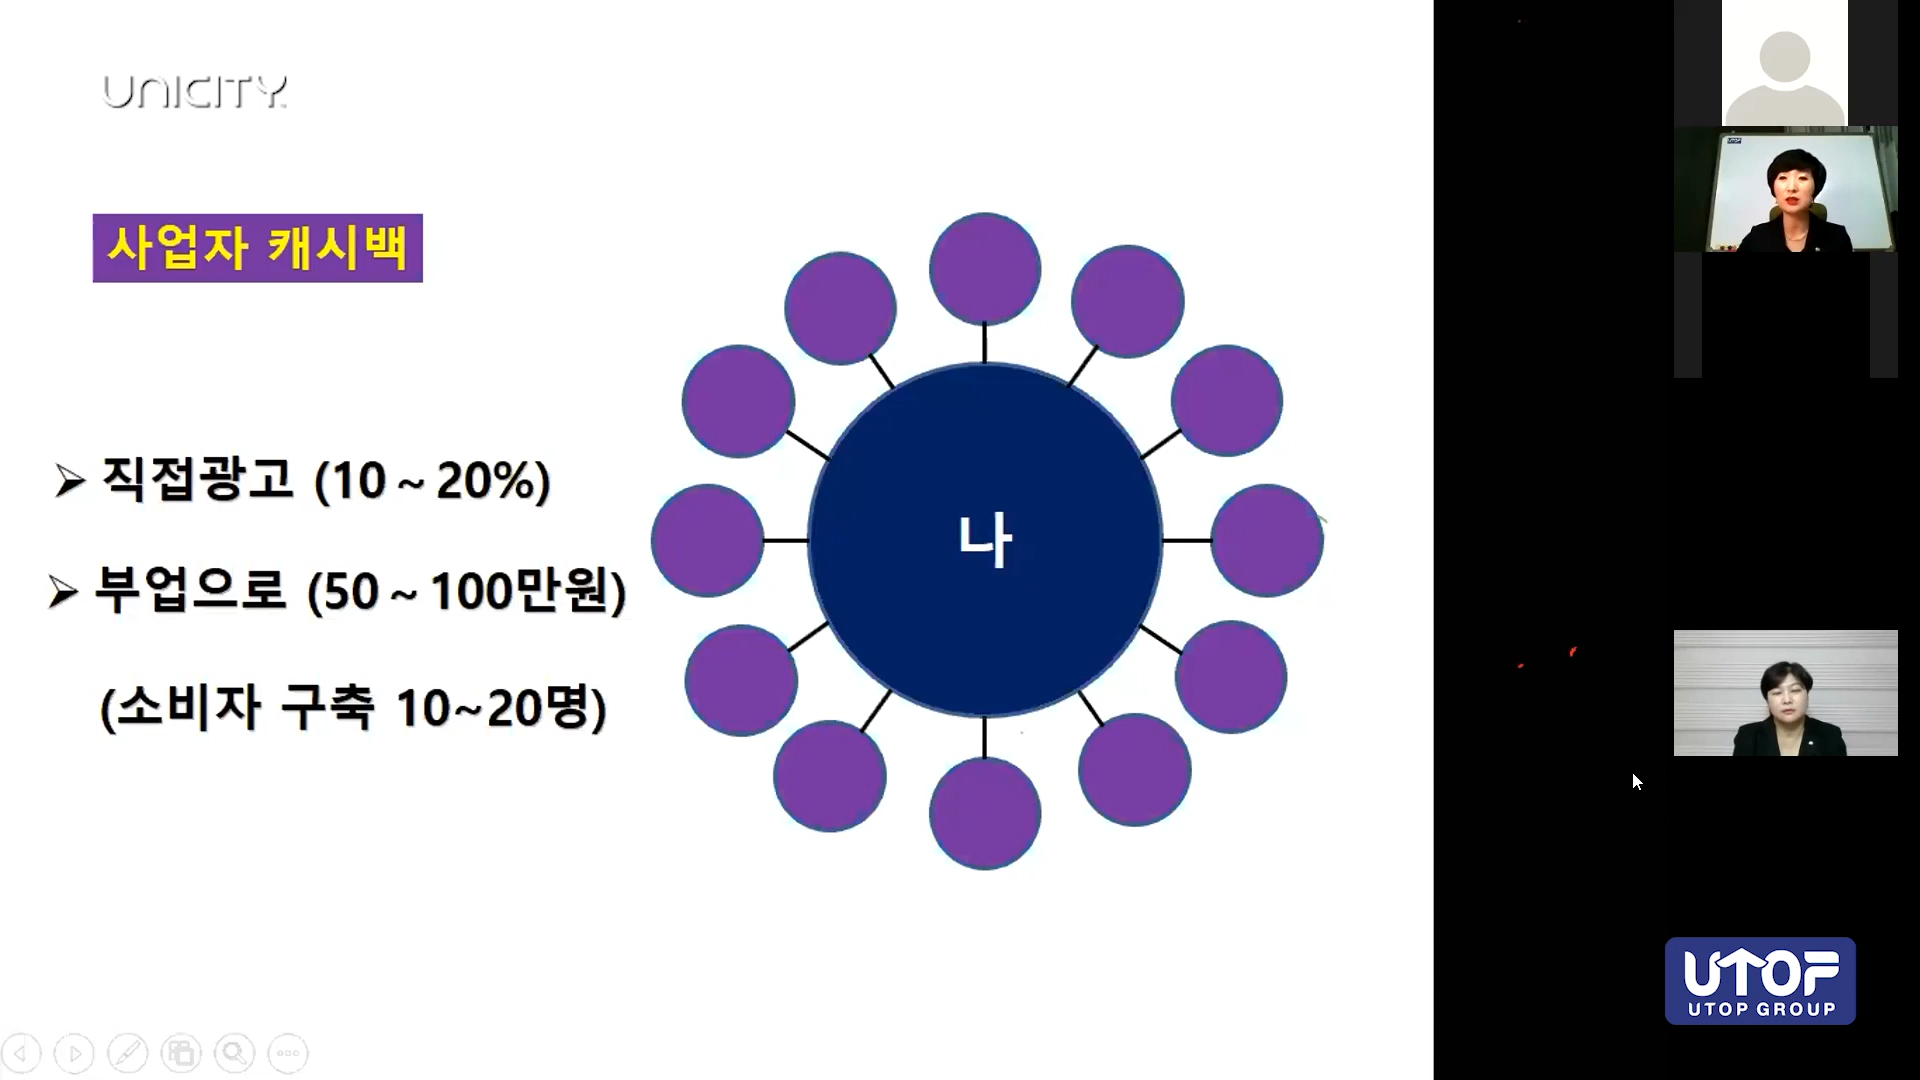 UNICITY
사업자 캐시백
➢ 직접광고 (10 ~ 20%)
➢ 부업으로 (50 ~ 100만원)
(소비자 구축 10~20명)
나
UTOP
UTOP
UTOP GROUP